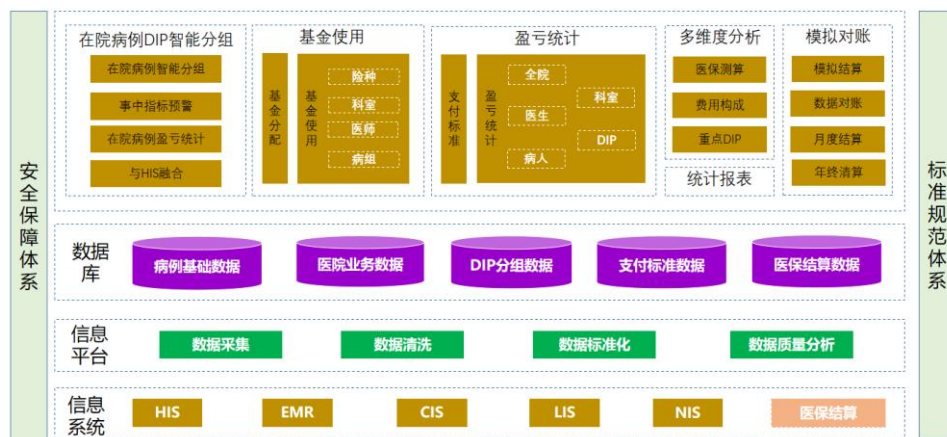 安全保障体系
在院病例DIP智能分组
在院病例智能分组
事中指标预警
在院病例盈亏统计
与HIS融合
基金使用
基金分配
基金使用
险种
科室
医师
病组
盈亏统计
支付标准
盈亏统计
全院
科室
医生
DIP
病人
多维度分析
医保测算
费用构成
重点DIP
统计报表
模拟对账
模拟结算
数据对账
月度结算
年终清算
标准规范体系
数据
库
病例基础数据
医院业务数据
DIP分组数据
支付标准数据
医保结算数据
信息
平台
数据采集
数据清洗
数据标准化
数据质量分析
信息
系统
HIS
EMR
CIS
LIS
NIS
医保结算